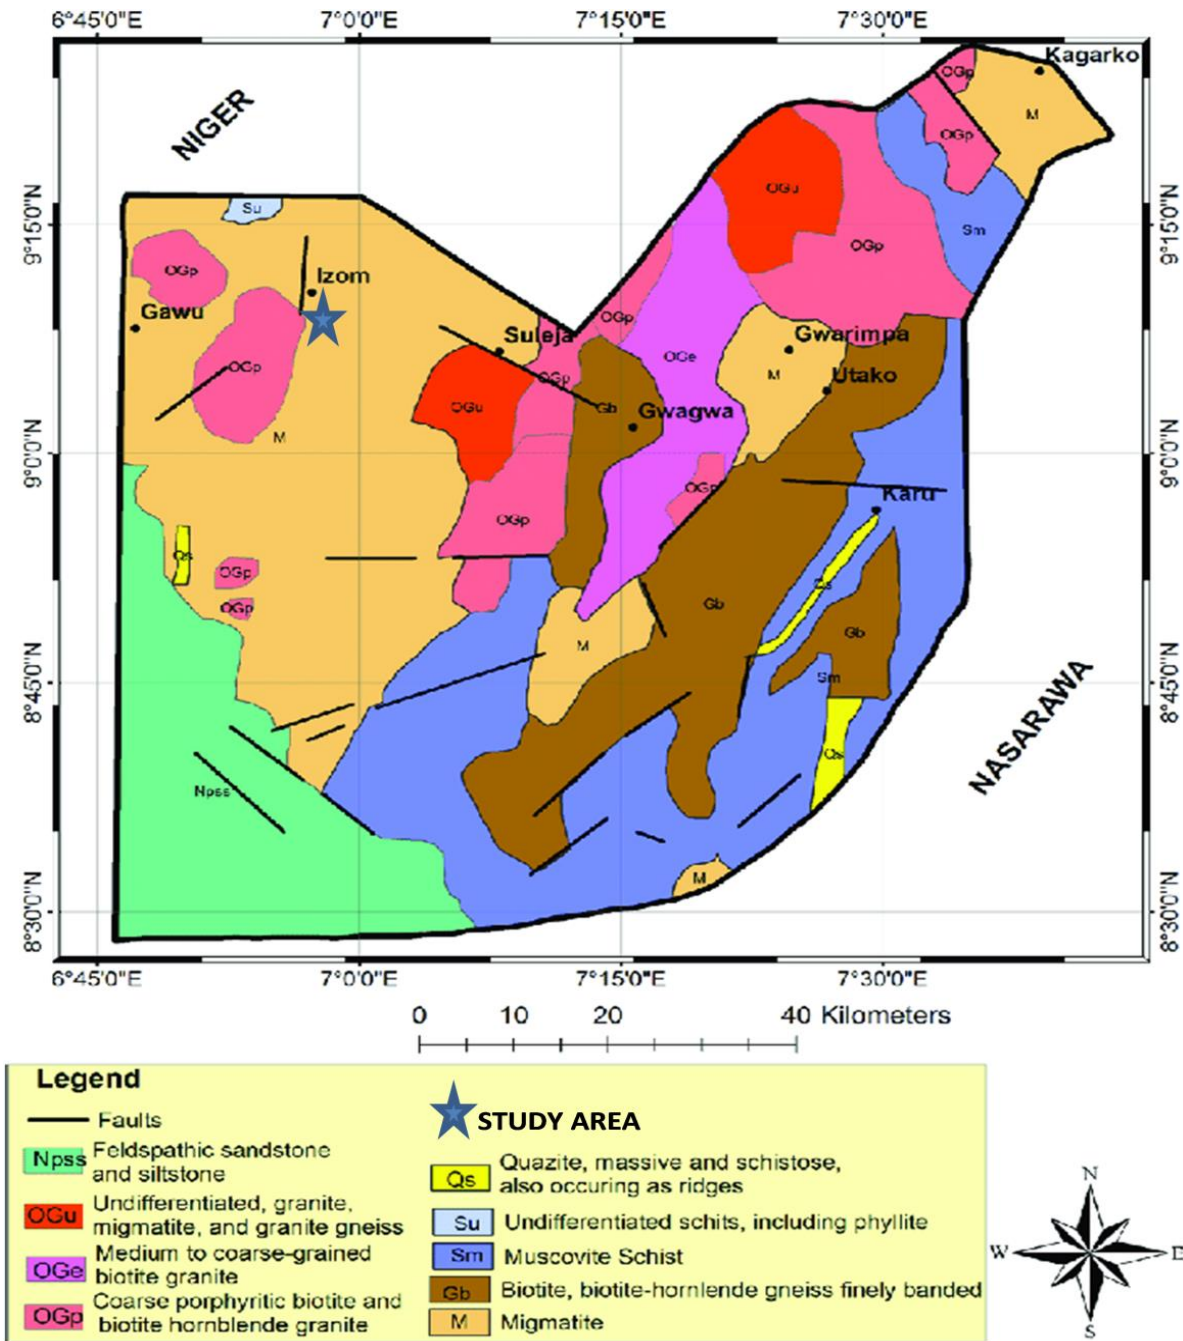 6°45'0"E 7°0'0"E 7°15'0"E 7°30'0"E
Kagarko
OGp
NIGER
M
OGp
OGu
Su
9°15'0"N
9°15'0"N
Sm
OGp
OGp
Izom
Gawu
OGp
Suleja
Gwarimpa
OGe
OGp
M
OGp
Utako
OGu
Gb
Gwagwa
M
9°0'0"N
9°0'0"N
OGp
Karu
OGp
Qs
OGp
Qs
OGp
Gb
Gb
M
Sm
8°45'0"N
8°45'0"N
NASARAWA
Qs
Npss
M
8°30'0"N
8°30'0"N
6°45'0"E 7°0'0"E 7°15'0"E 7°30'0"E
0 10 20 40 Kilometers
Legend
Faults
Npss Feldspathic sandstone
and siltstone
OGu Undifferentiated, granite,
migmatite, and granite gneiss
OGe Medium to coarse-grained
biotite granite
OGp Coarse porphyritic biotite and
biotite hornblende granite
STUDY AREA
Qs Quazite, massive and schistose,
also occuring as ridges
Su Undifferentiated schits, including phyllite
Sm Muscovite Schist
Gb Biotite, biotite-hornlende gneiss finely banded
M Migmatite
N
W E
S